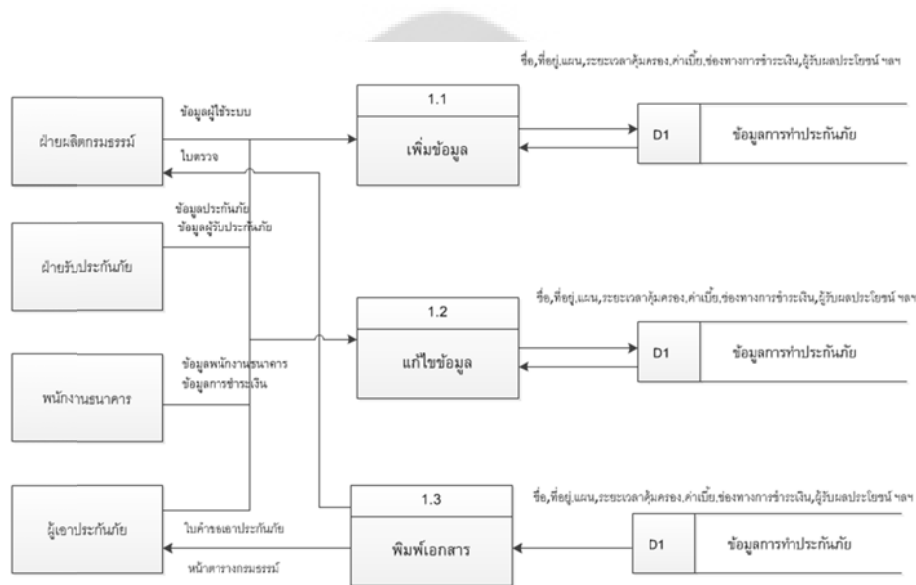 ชื่อ,ที่อยู่,แผน,ระยะเวลาคุ้มครอง,ค่าเบี้ย,ช่องทางการชำระเงิน,ผู้รับผลประโยชน์ ฯลฯ
ฝ่ายผลิตกรมธรรม์
ข้อมูลผู้ใช้ระบบ
ใบตรวจ
1.1
เพิ่มข้อมูล
D1
ข้อมูลการทำประกันภัย
ฝ่ายรับประกันภัย
ข้อมูลประกันภัย
ข้อมูลผู้รับประกันภัย
ชื่อ,ที่อยู่,แผน,ระยะเวลาคุ้มครอง,ค่าเบี้ย,ช่องทางการชำระเงิน,ผู้รับผลประโยชน์ ฯลฯ
1.2
แก้ไขข้อมูล
D1
ข้อมูลการทำประกันภัย
พนักงานธนาคาร
ข้อมูลพนักงานธนาคาร
ข้อมูลการชำระเงิน
ชื่อ,ที่อยู่,แผน,ระยะเวลาคุ้มครอง,ค่าเบี้ย,ช่องทางการชำระเงิน,ผู้รับผลประโยชน์ ฯลฯ
ผู้เอาประกันภัย
ใบคำขอเอาประกันภัย
หน้าตารางกรมธรรม์
1.3
พิมพ์เอกสาร
D1
ข้อมูลการทำประกันภัย